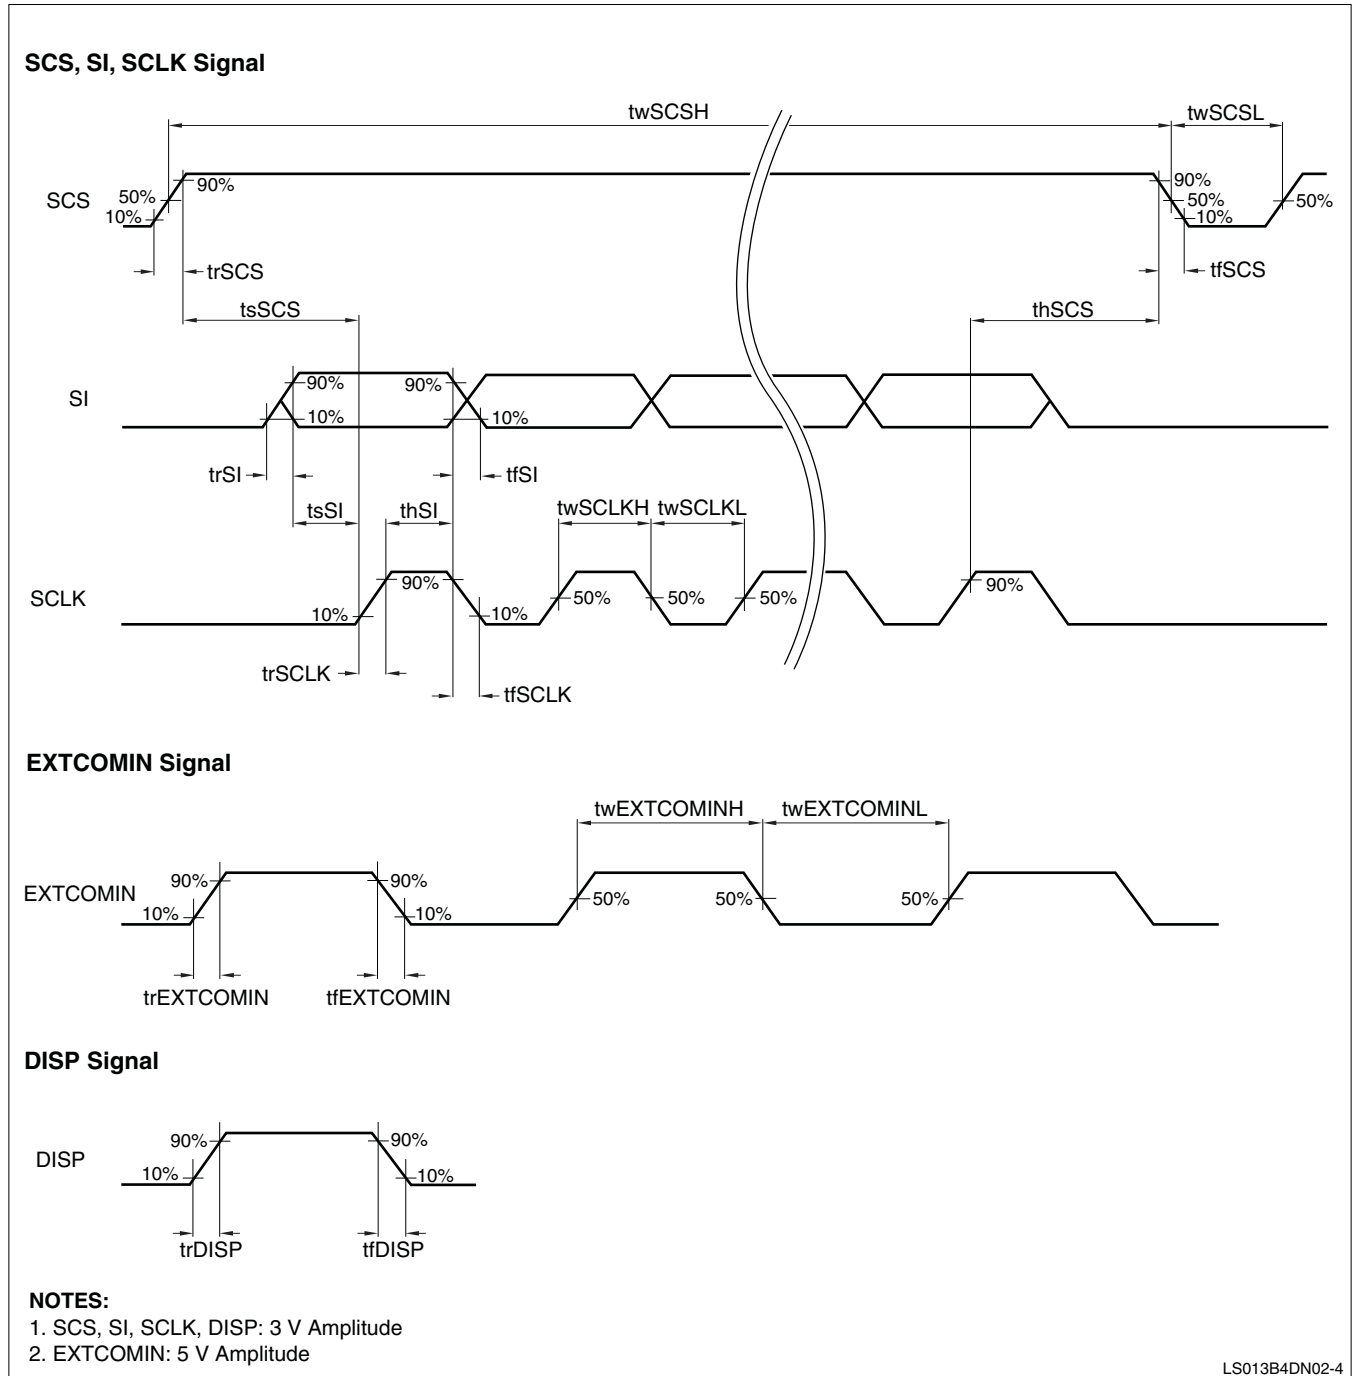 SCS, SI, SCLK Signal
twSCSH
twSCSL
SCS
50%
10%
90%
90%
50%
10%
50%
trSCS
tfSCS
tsSCS
thSCS
SI
90%
10%
90%
10%
trSI
tfSI
tsSI
thSI
twSCLKH
twSCLKL
SCLK
10%
90%
10%
50%
50%
50%
90%
trSCLK
tfSCLK
EXTCOMIN Signal
twEXTCOMINH
twEXTCOMINL
EXTCOMIN
90%
10%
90%
10%
50%
50%
50%
trEXTCOMIN
tfEXTCOMIN
DISP Signal
DISP
90%
10%
90%
10%
trDISP
tfDISP
NOTES:
1. SCS, SI, SCLK, DISP: 3 V Amplitude
2. EXTCOMIN: 5 V Amplitude
LS013B4DN02-4